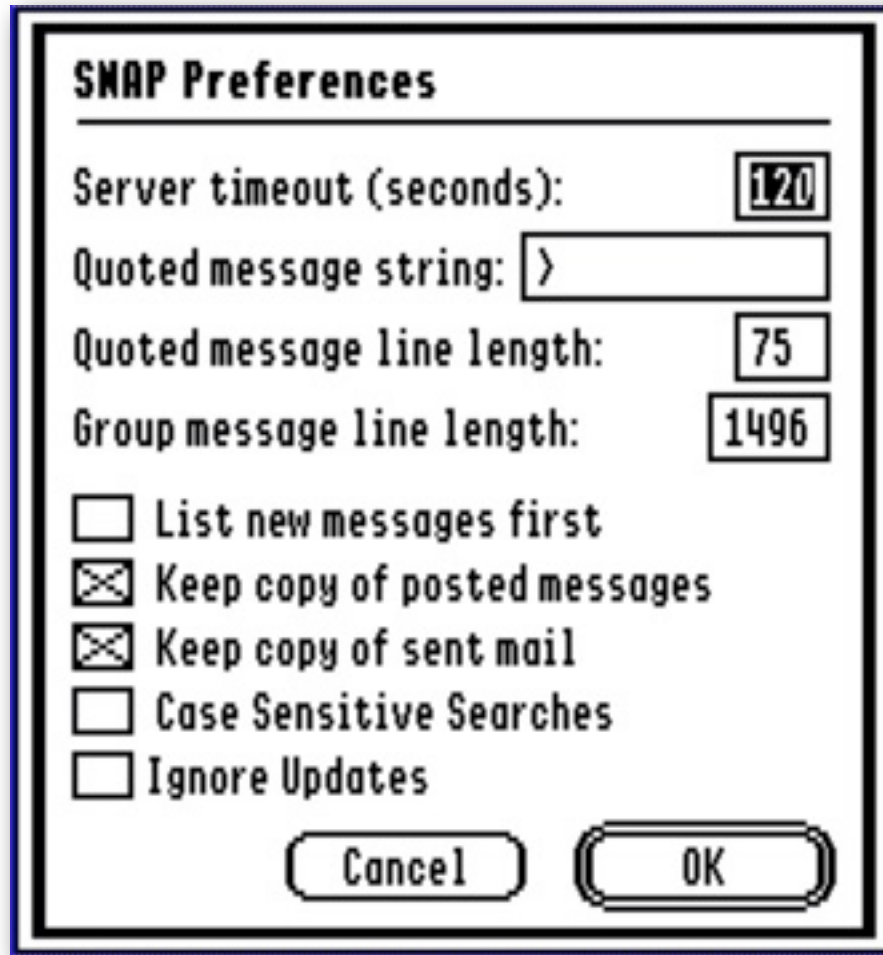 SNAP Preferences
Server timeout (seconds): 120
Quoted message string: >
Quoted message line length: 75
Group message line length: 1496
List new messages first
Keep copy of posted messages
Keep copy of sent mail
Case Sensitive Searches
Ignore Updates
Cancel OK